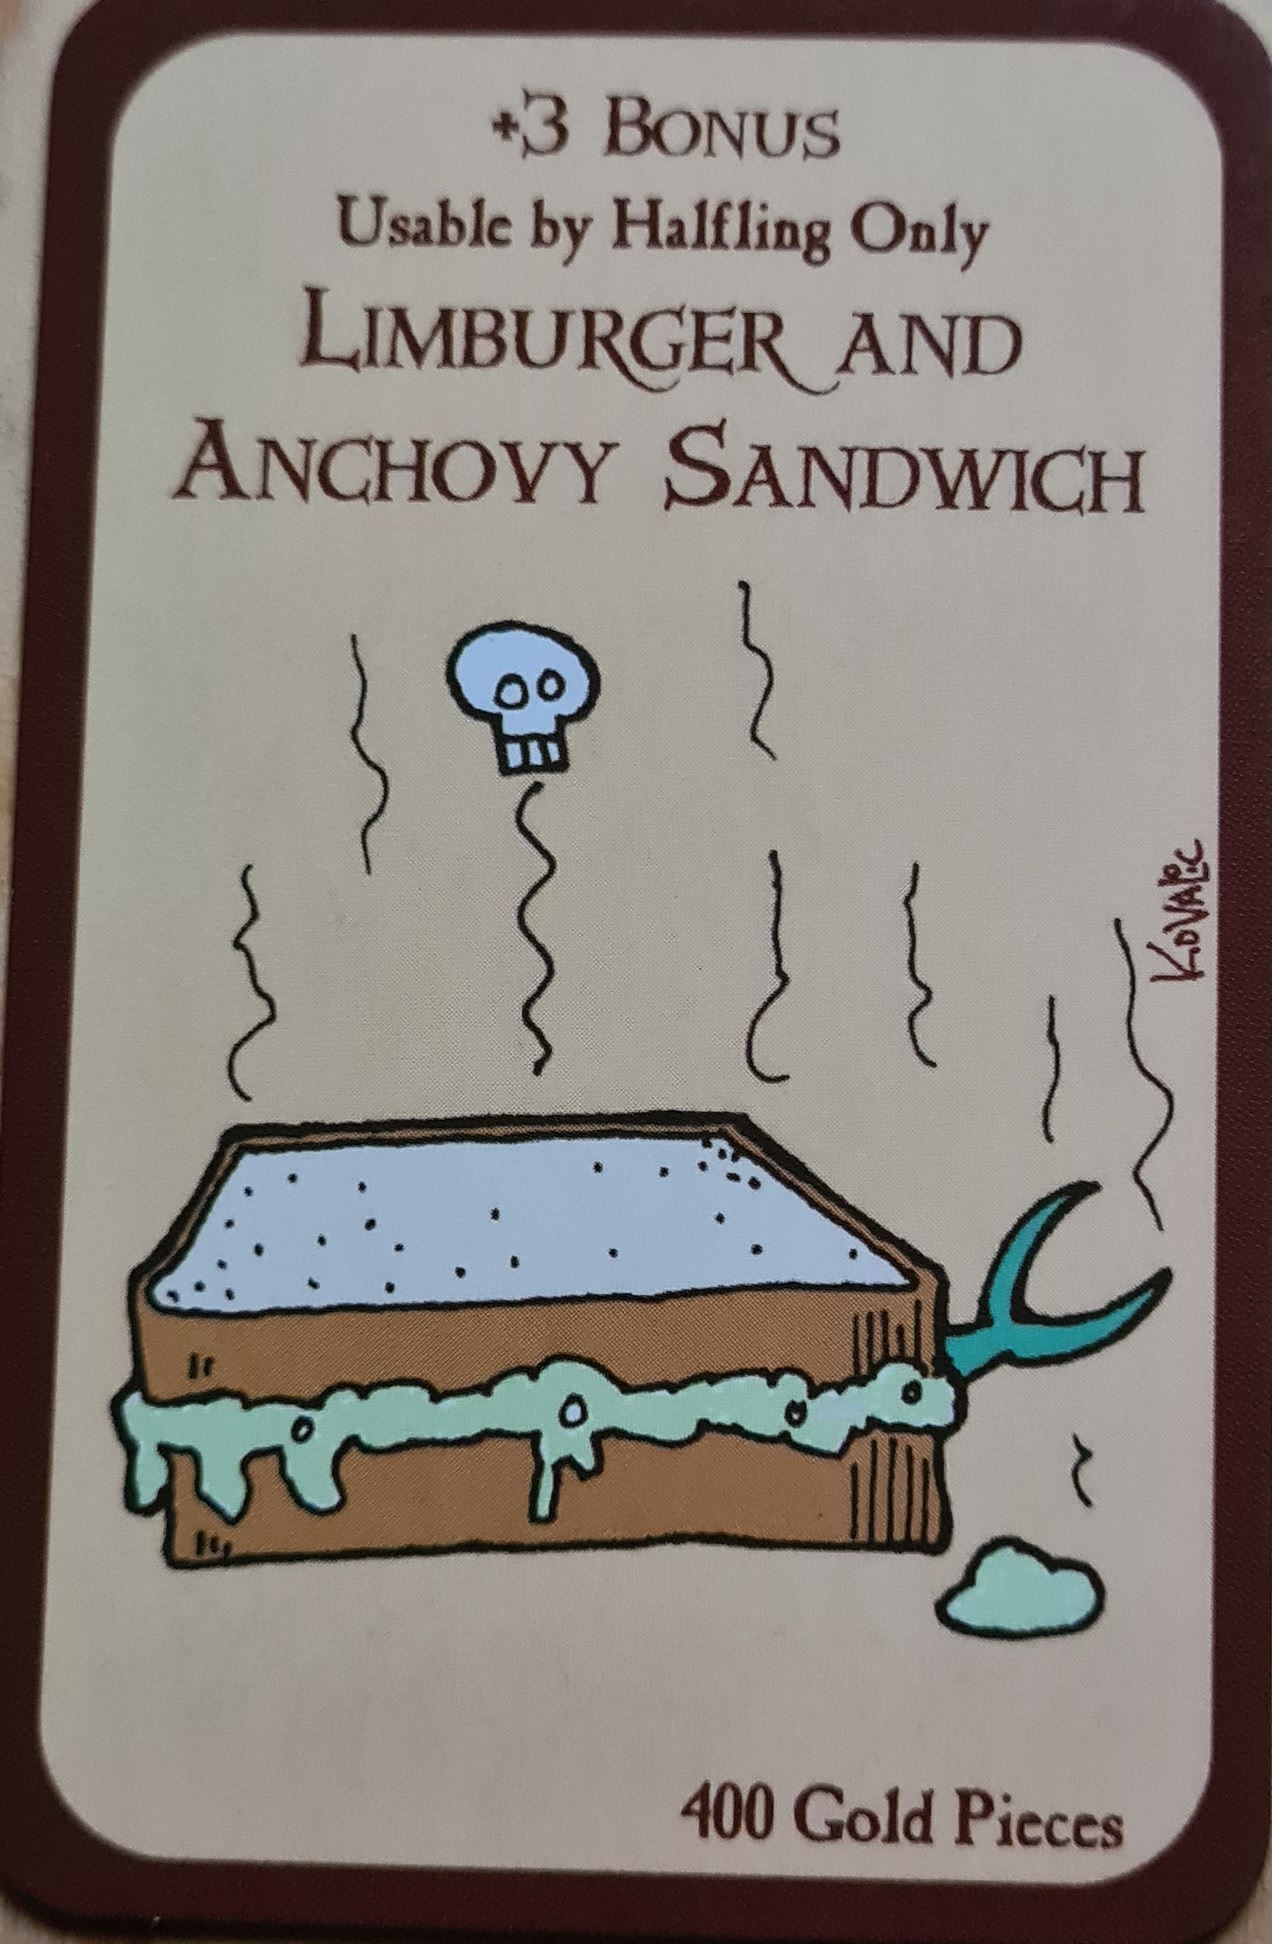 +3 Bonus
Usable by Halfling Only
Limburger and
Anchovy Sandwich
Kovalic
400 Gold Pieces